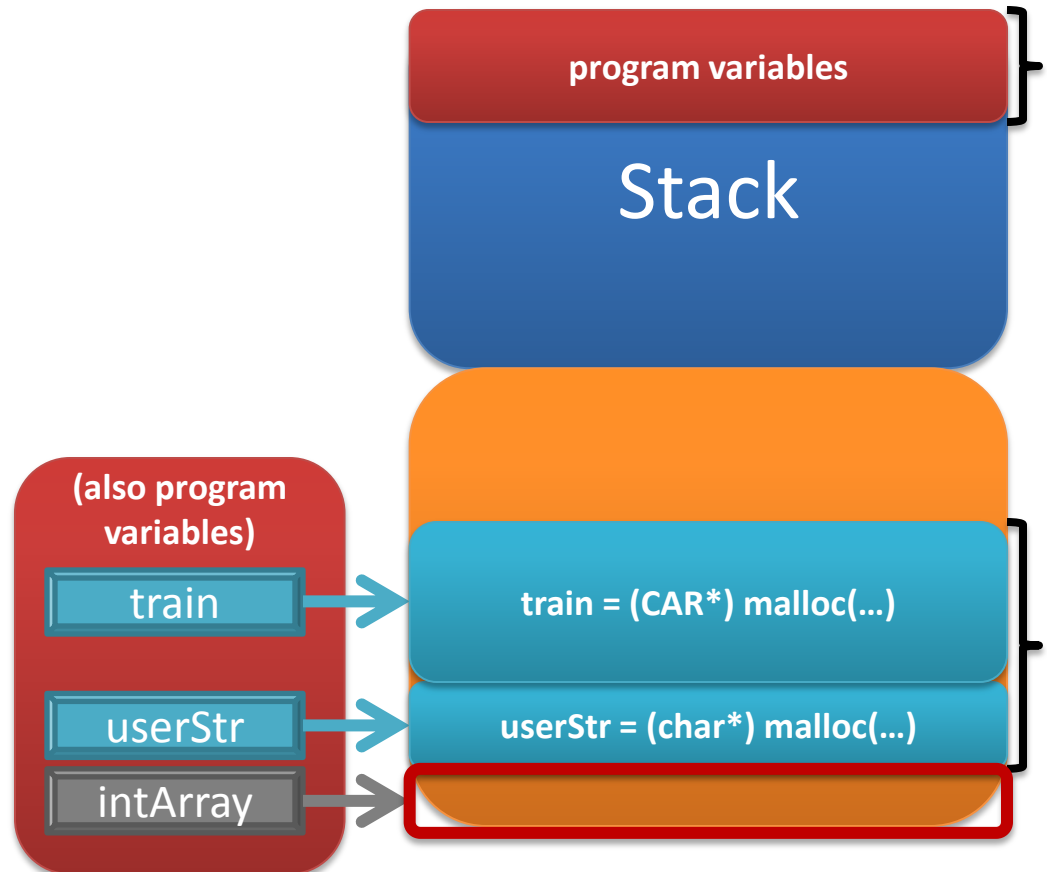 program variables
Stack
(also program
variables)
train
train = (CAR*) malloc(…)
userStr
userStr = (char*) malloc(…)
intArray